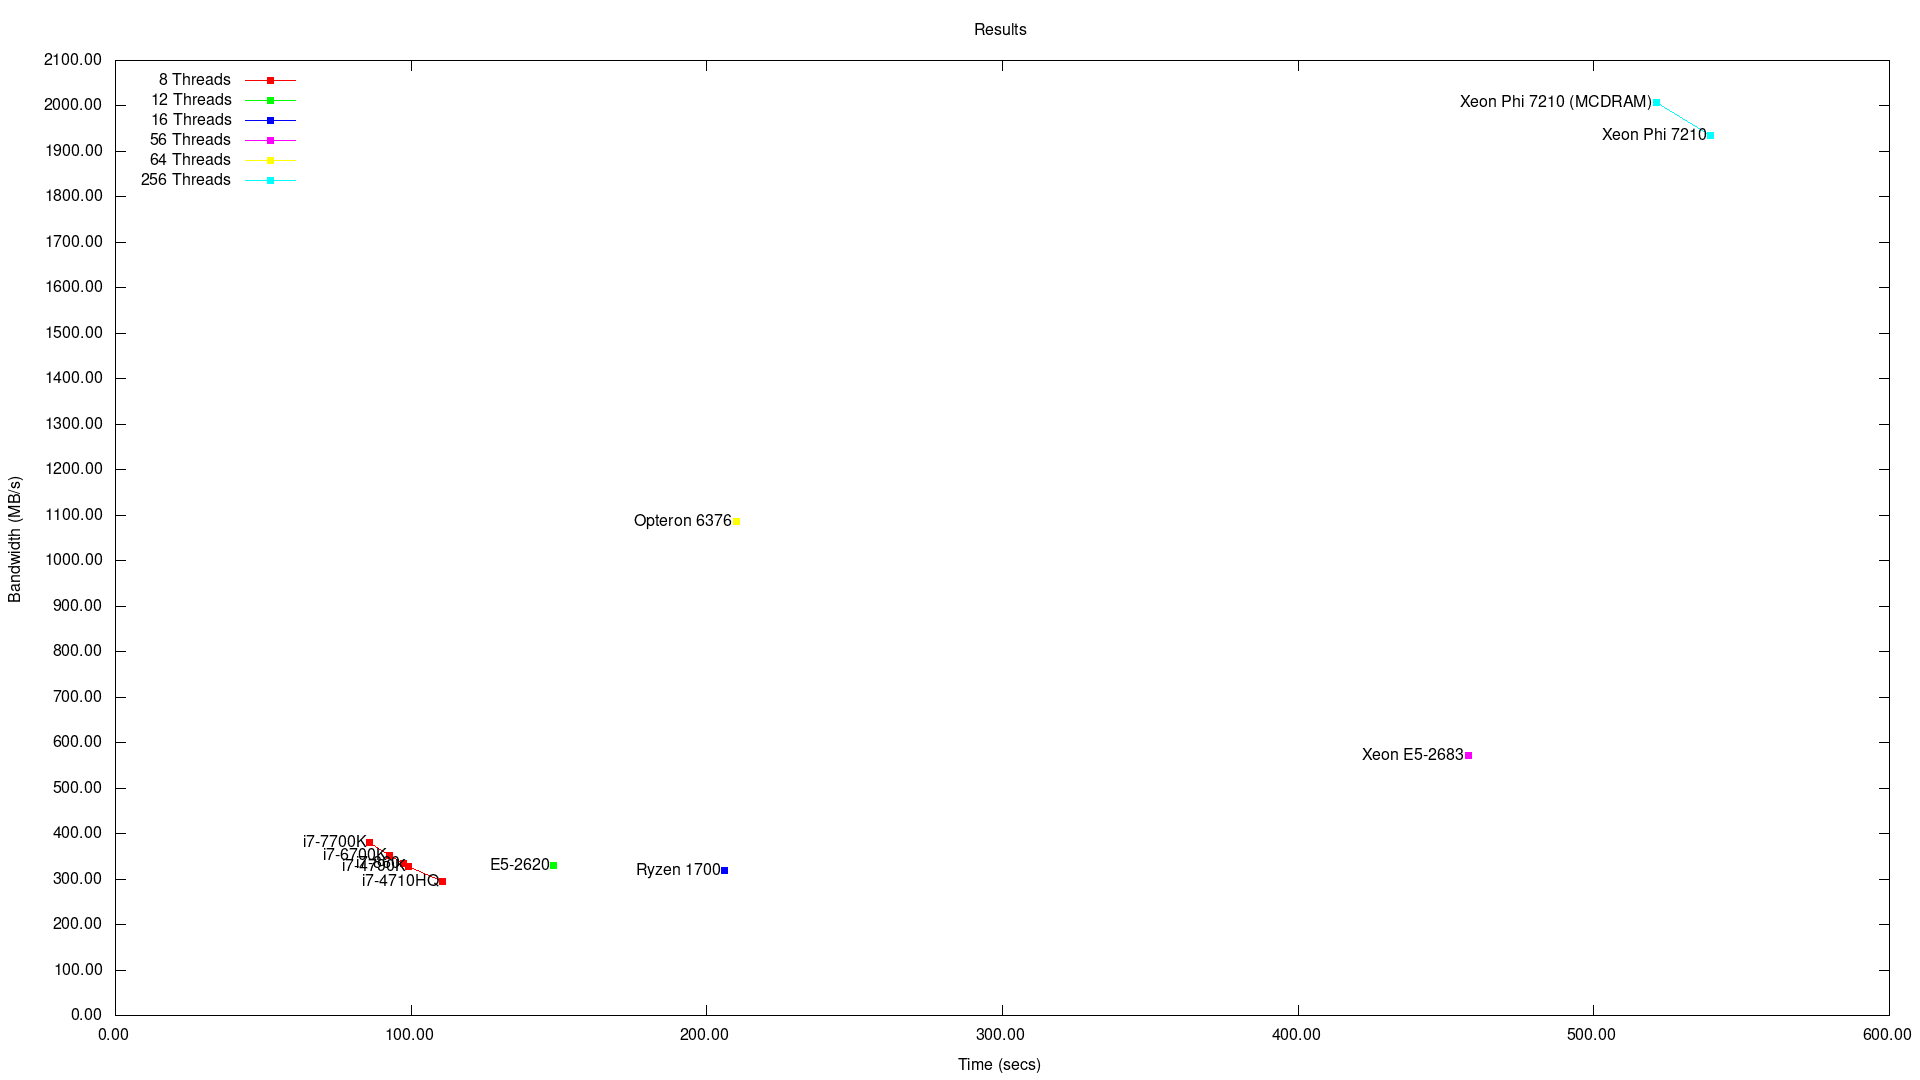 Results
2100.00
2000.00
1900.00
1800.00
1700.00
1600.00
1500.00
1400.00
1300.00
1200.00
1100.00
1000.00
900.00
800.00
700.00
600.00
500.00
400.00
300.00
200.00
100.00
0.00
Bandwidth (MB/s)
8 Threads
12 Threads
16 Threads
56 Threads
64 Threads
256 Threads
Xeon Phi 7210 (MCDRAM)
Xeon Phi 7210
Opteron 6376
Xeon E5-2683
i7-7700K
i7-6700K
i7-4790K
i7-4710HQ
E5-2620
Ryzen 1700
0.00 100.00 200.00 300.00 400.00 500.00 600.00
Time (secs)